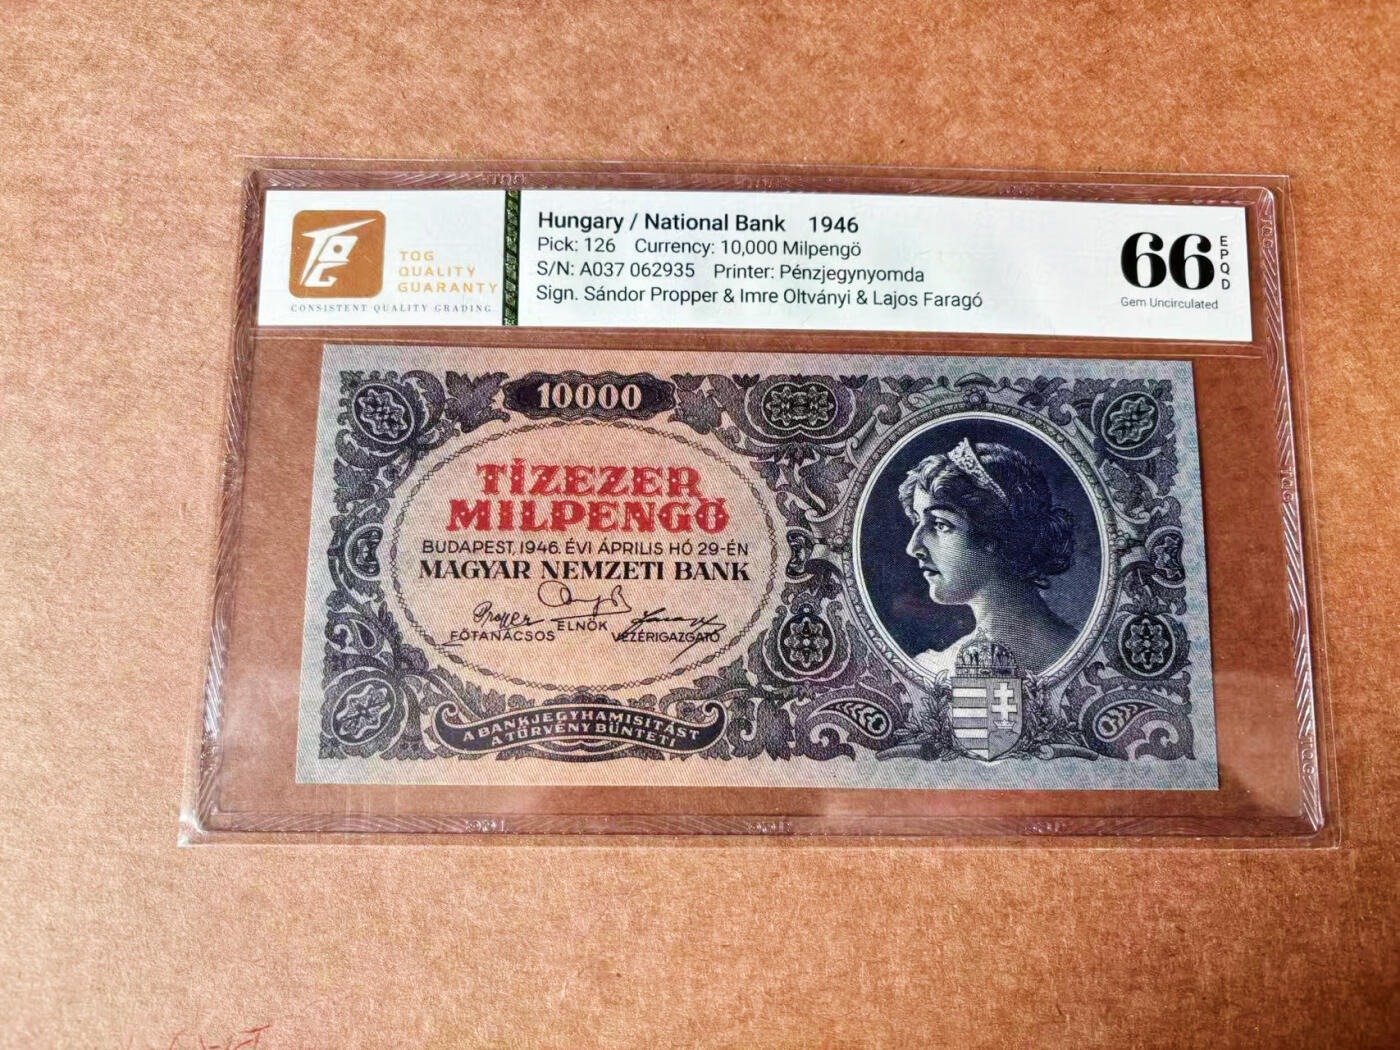 TQG
QUALITY
GUARANTY
CONSISTENT QUALITY GRADING
Hungary / National Bank 1946
Pick: 126 Currency: 10,000 Milpengö
S/N: A037 062935 Printer: Pénzjegynyomda
Sign. Sándor Propper & Imre Oltványi & Lajos Faragó
66 EPQD
Gem Uncirculated
10000
TÍZEZER
MILPENGŐ
BUDAPEST, 1946. ÉVI ÁPRILIS HÓ 29-ÉN
MAGYAR NEMZETI BANK
FŐTANÁCSOS ELNÖK VEZÉRIGAZGATÓ
A BANKJEGYHAMISÍTÁST
A TÖRVÉNY BÜNTETI